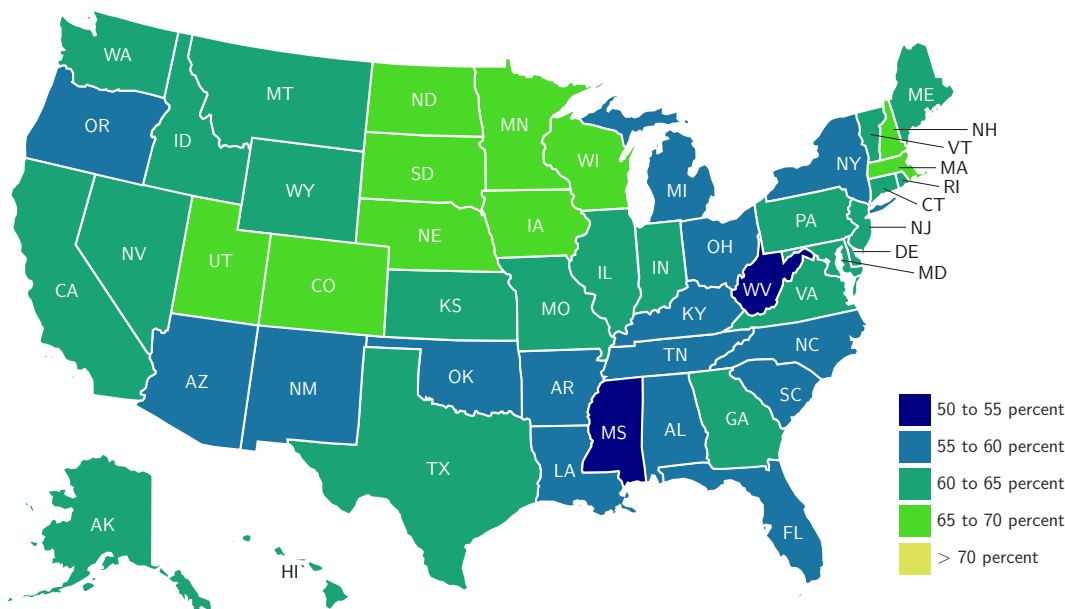 WA
ME
MT
ND
MN
OR
NH
ID
VT
WI
NY
MA
SD
RI
WY
MI
CT
PA
IA
NJ
NE
OH
DE
NV
UT
IN
IL
MD
CO
CA
WV
VA
KS
MO
KY
NC
TN
AZ
OK
NM
AR
SC
50 to 55 percent
GA
MS
AL
55 to 60 percent
TX
LA
60 to 65 percent
AK
FL
65 to 70 percent
> 70 percent
HI